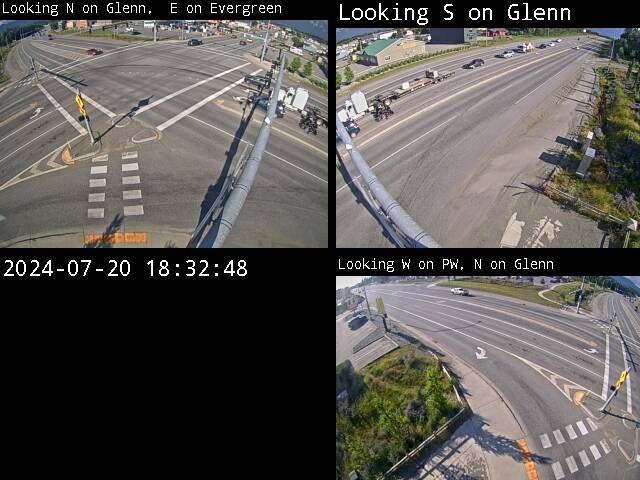 Looking N on Glenn,  E on Evergreen
Looking S on Glenn
2024-07-20 18:32:48
Looking W on PW, N on Glenn